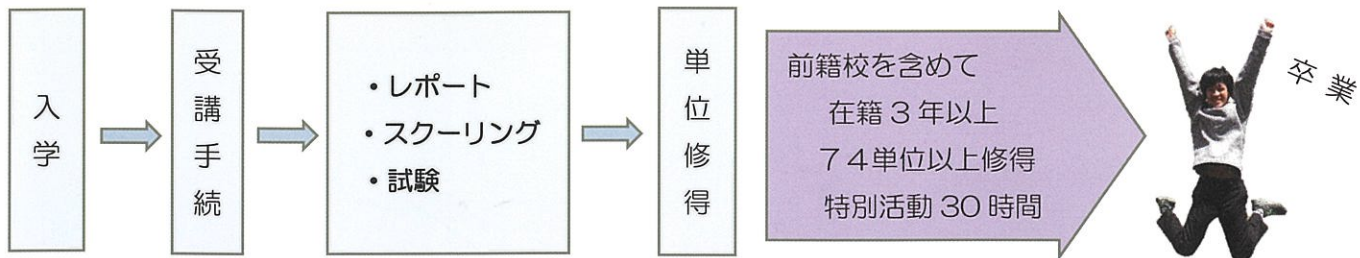 入学
受講手続
・レポート
・スクーリング
・試験
単位修得
前籍校を含めて
在籍3年以上
74単位以上修得
特別活動30時間
卒業